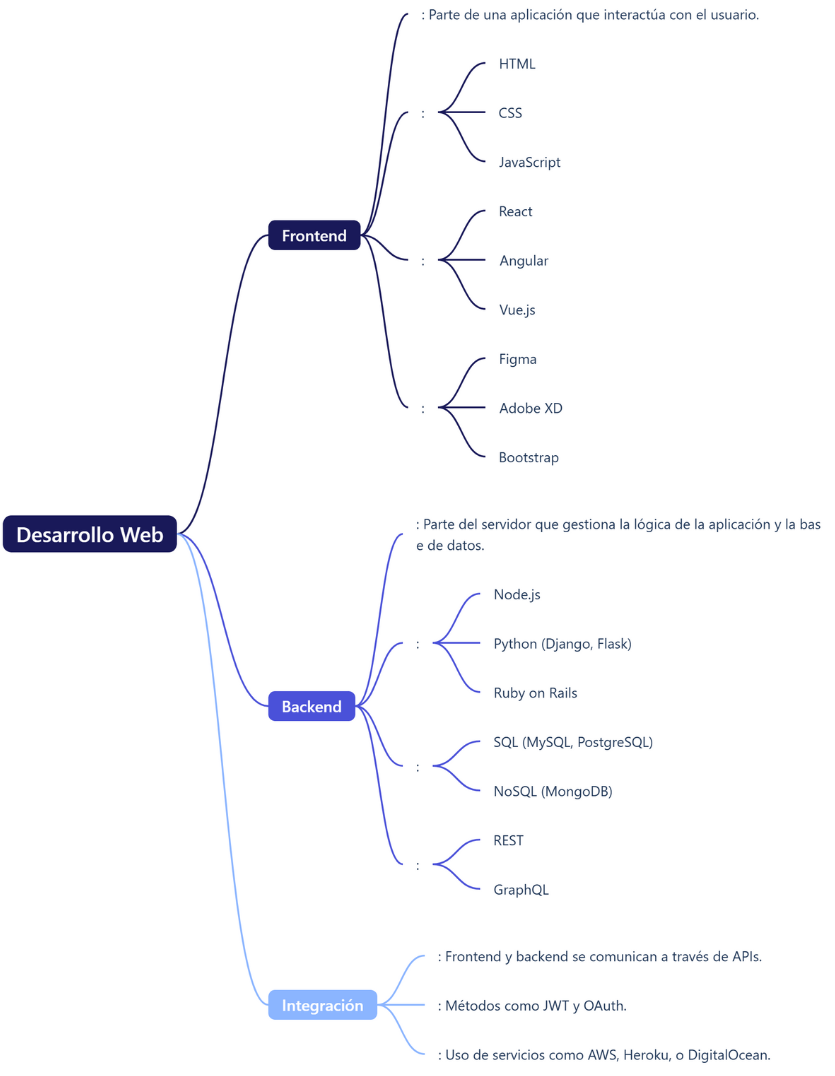 : Parte de una aplicación que interactúa con el usuario.
HTML
:
CSS
JavaScript
React
Frontend
:
Angular
Vue.js
Figma
:
Adobe XD
Bootstrap
Desarrollo Web
: Parte del servidor que gestiona la lógica de la aplicación y la bas
e de datos.
Node.js
:
Python (Django, Flask)
Ruby on Rails
Backend
SQL (MySQL, PostgreSQL)
:
NoSQL (MongoDB)
REST
:
GraphQL
: Frontend y backend se comunican a través de APIs.
Integración
: Métodos como JWT y OAuth.
: Uso de servicios como AWS, Heroku, o DigitalOcean.